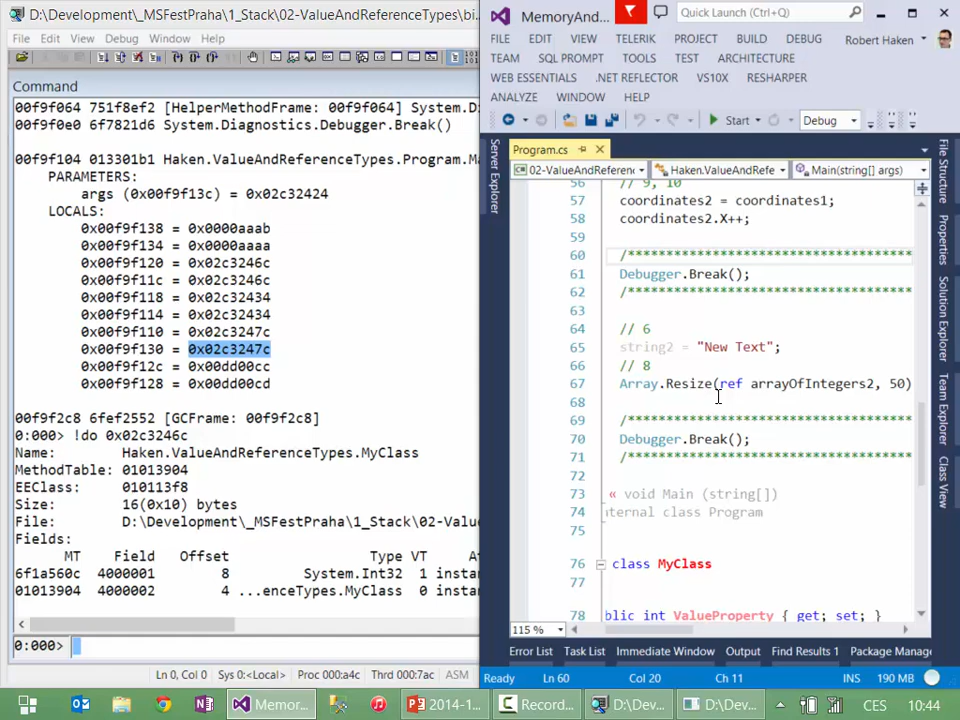 D:\Development\_MSFestPraha\1_Stack\02-ValueAndReferenceTypes\bi...
File Edit View Debug Window Help
Command
00f9f064 751f8ef2 [HelperMethodFrame: 00f9f064] System.Di
00f9f0e0 6f7821d6 System.Diagnostics.Debugger.Break()
00f9f104 013301b1 Haken.ValueAndReferenceTypes.Program.Ma
PARAMETERS:
args (0x00f9f13c) = 0x02c32424
LOCALS:
0x00f9f138 = 0x0000aaab
0x00f9f134 = 0x0000aaaa
0x00f9f120 = 0x02c3246c
0x00f9f11c = 0x02c3246c
0x00f9f118 = 0x02c32434
0x00f9f114 = 0x02c32434
0x00f9f110 = 0x02c3247c
0x00f9f130 = 0x02c3247c
0x00f9f12c = 0x00dd00cc
0x00f9f128 = 0x00dd00cd
00f9f2c8 6fef2552 [GCFrame: 00f9f2c8]
0:000> !do 0x02c3246c
Name: Haken.ValueAndReferenceTypes.MyClass
MethodTable: 01013904
EEClass: 010113f8
Size: 16(0x10) bytes
File: D:\Development\_MSFestPraha\1_Stack\02-Valu
Fields:
MT Field Offset Type VT A
6f1a560c 4000001 8 System.Int32 1 instan
01013904 4000002 4 ...enceTypes.MyClass 0 instan
0:000>
Ln 0, Col 0 Sys 0:<Local> Proc 000:a4c Thrd 000:7ac ASM
MemoryAnd...
Quick Launch (Ctrl+Q)
FILE EDIT VIEW TELERIK PROJECT BUILD DEBUG Robert Haken
TEAM SQL PROMPT TOOLS TEST ARCHITECTURE
WEB ESSENTIALS .NET REFLECTOR VS10X RESHARPER
ANALYZE WINDOW HELP
Start Debug
Program.cs
02-ValueAndReferen Haken.ValueAndRefe Main(string[] args)
56 // 9, 10
57 coordinates2 = coordinates1;
58 coordinates2.X++;
59
60 /*******************************
61 Debugger.Break();
62 /*******************************
63
64 // 6
65 string2 = "New Text";
66 // 8
67 Array.Resize(ref arrayOfIntegers2, 50)
68
69 /*******************************
70 Debugger.Break();
71 /*******************************
72
73 « void Main (string[])
74 nternal class Program
75
76 class MyClass
77
78 blic int ValueProperty { get; set; }
115 %
Server Explorer
File Structure
Properties
Solution Explorer
Team Explorer
Class View
Error List Task List Immediate Window Output Find Results 1 Package Manag
Ready Ln 60 Col 20 Ch 11 INS 190 MB
Memor... 2014-1... Record... D:\Dev... D:\Dev... CES 10:44